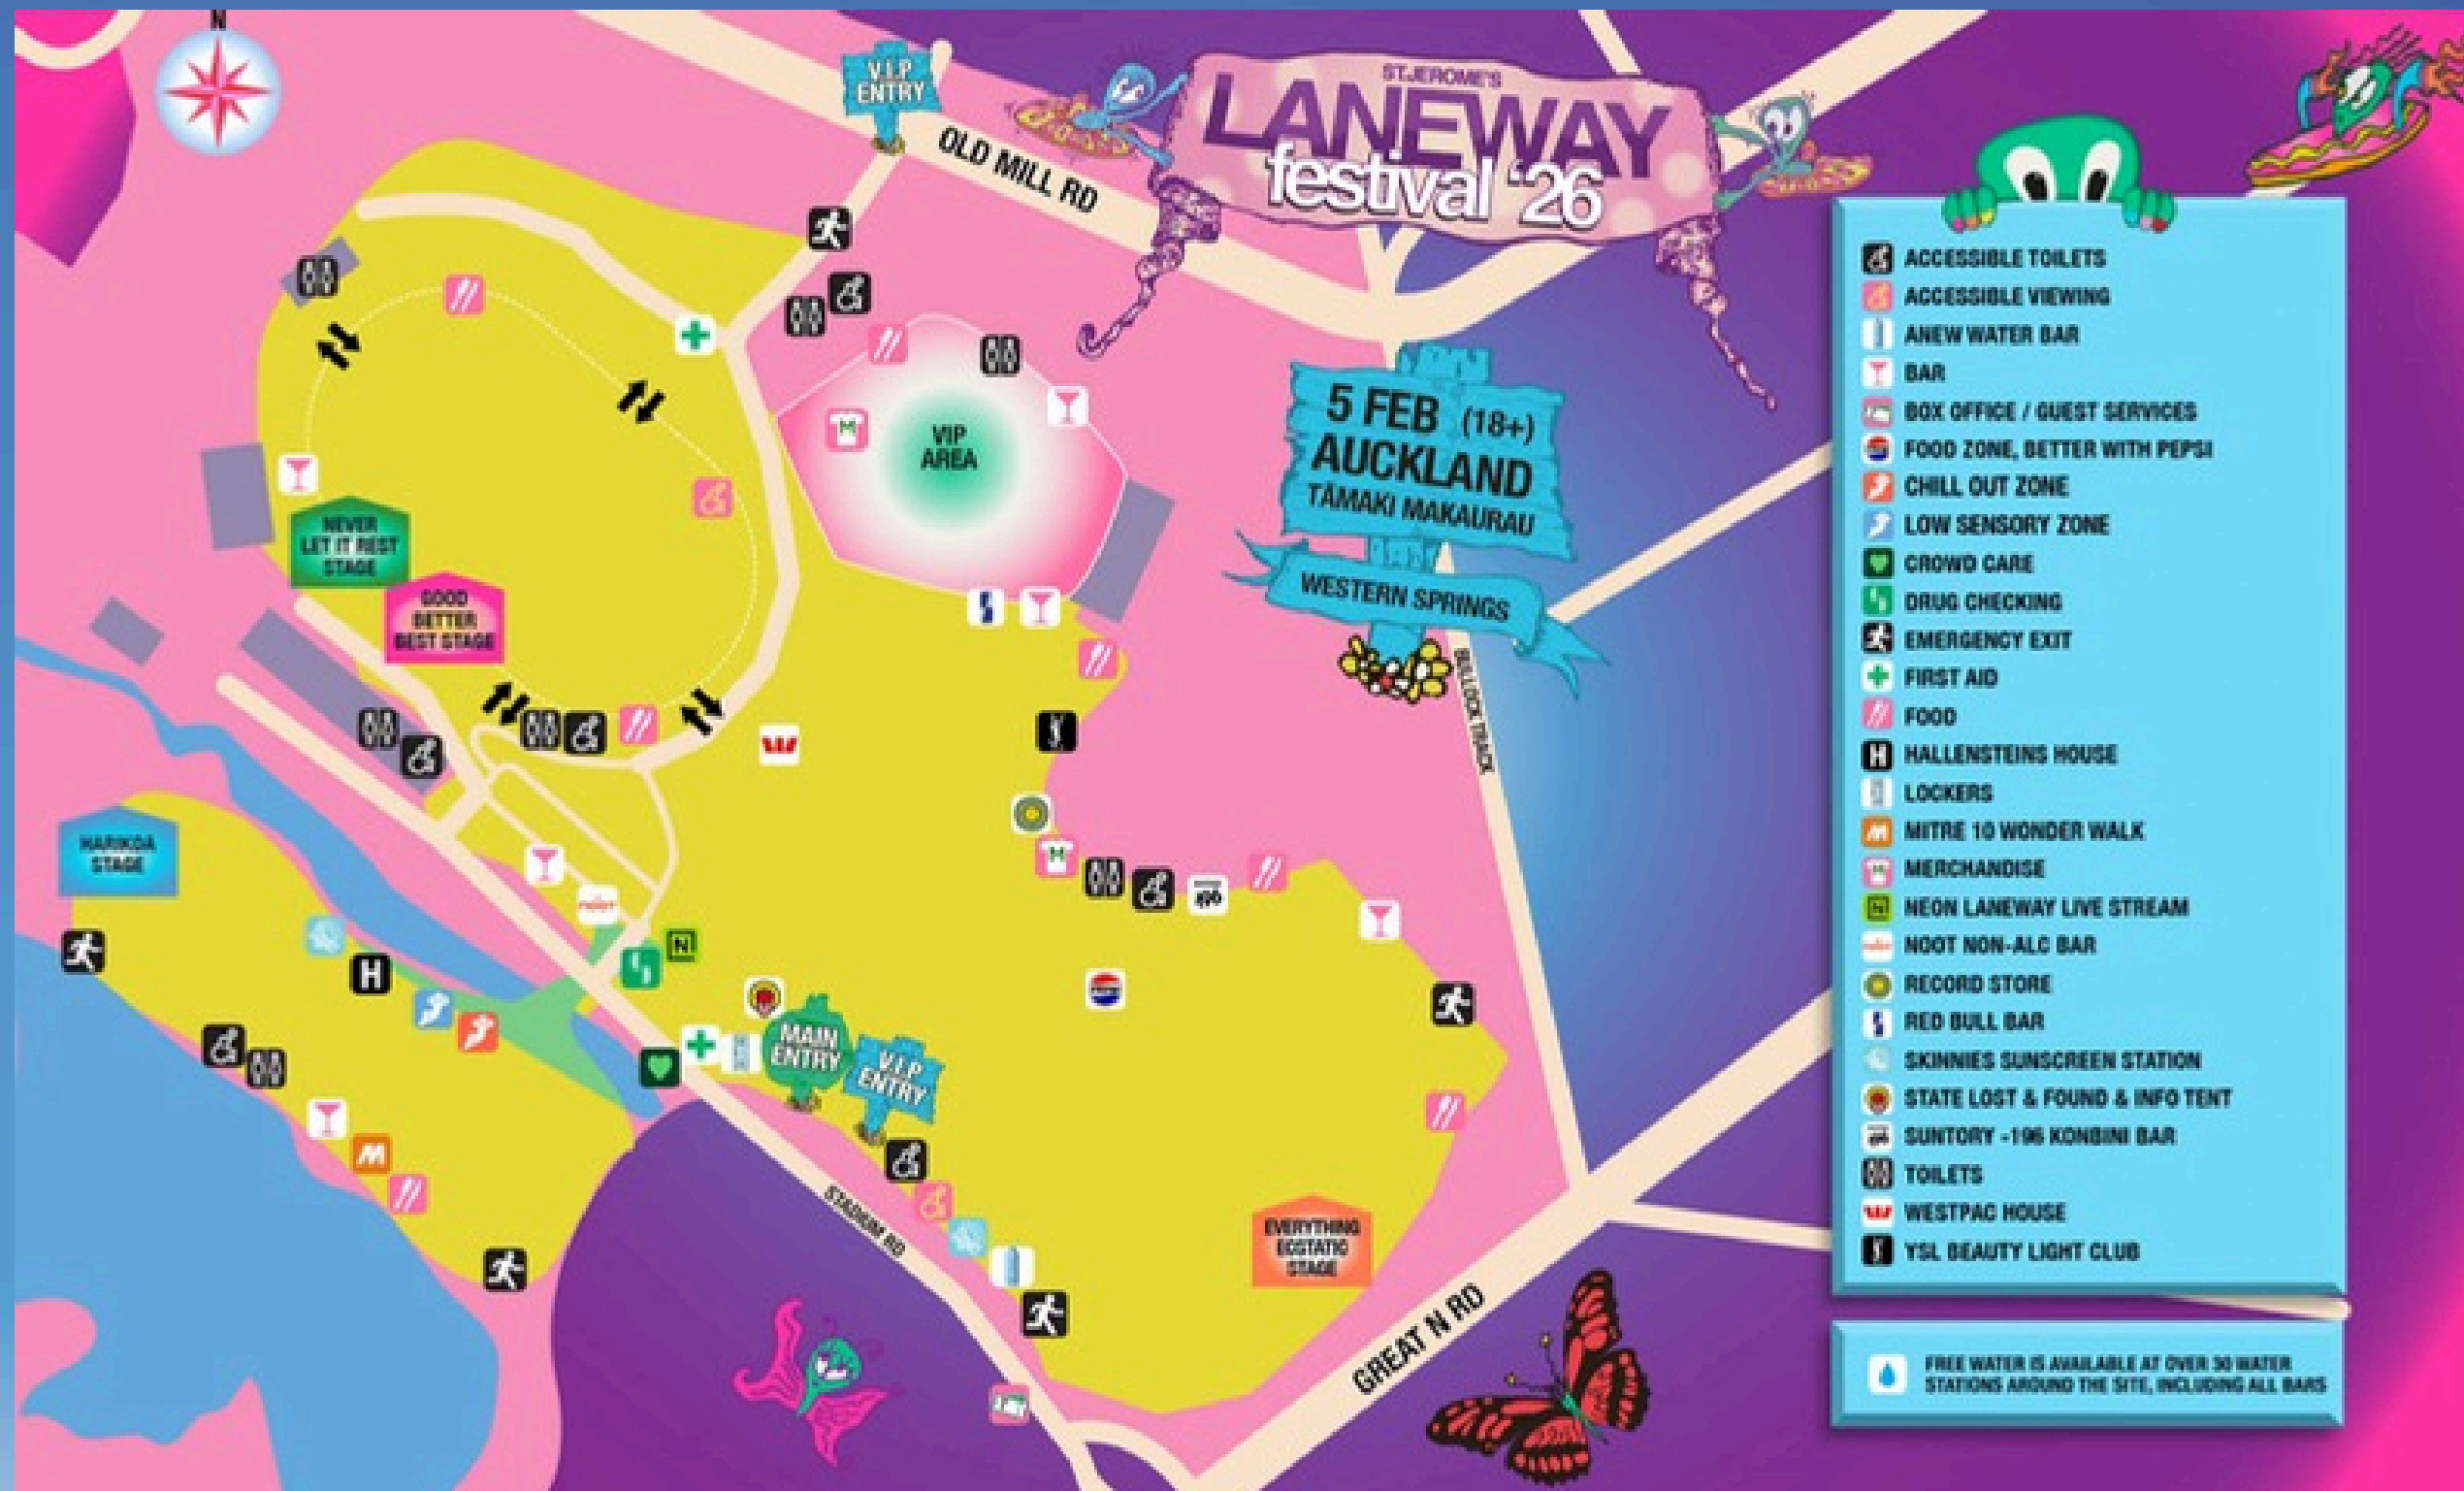 N
V.I.P
ENTRY
OLD MILL RD
ST.JEROME'S
LANEWAY
festival '26
5 FEB (18+)
AUCKLAND
TĀMAKI MAKAURAU
WESTERN SPRINGS
BULLOCK TRACK
VIP
AREA
M
NEVER
LET IT REST
STAGE
GOOD
BETTER
BEST STAGE
HARIKOA
STAGE
M
noot
N
H
MAIN
ENTRY
V.I.P
ENTRY
M
STADIUM RD
EVERYTHING
ECSTATIC
STAGE
GREAT N RD
ACCESSIBLE TOILETS
ACCESSIBLE VIEWING
ANEW WATER BAR
BAR
BOX OFFICE / GUEST SERVICES
FOOD ZONE, BETTER WITH PEPSI
CHILL OUT ZONE
LOW SENSORY ZONE
CROWD CARE
DRUG CHECKING
EMERGENCY EXIT
FIRST AID
FOOD
H HALLENSTEINS HOUSE
LOCKERS
M MITRE 10 WONDER WALK
M MERCHANDISE
N NEON LANEWAY LIVE STREAM
noot NOOT NON-ALC BAR
RECORD STORE
RED BULL BAR
SKINNIES SUNSCREEN STATION
STATE LOST & FOUND & INFO TENT
SUNTORY -196 KONBINI BAR
TOILETS
WESTPAC HOUSE
YSL BEAUTY LIGHT CLUB
FREE WATER IS AVAILABLE AT OVER 30 WATER
STATIONS AROUND THE SITE, INCLUDING ALL BARS